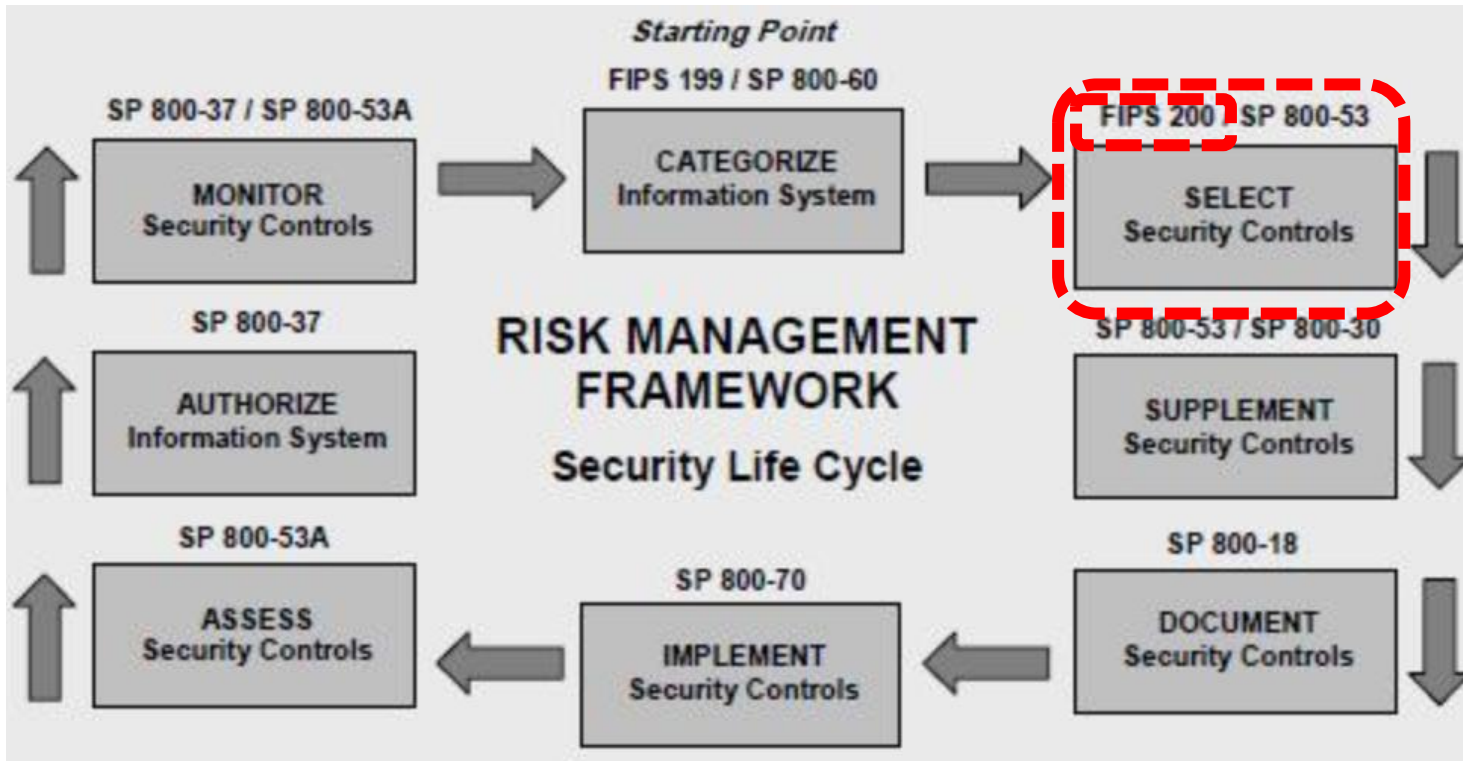 Starting Point
FIPS 199 / SP 800-60
CATEGORIZE
Information System
FIPS 200 / SP 800-53
SELECT
Security Controls
SP 800-53 / SP 800-30
SUPPLEMENT
Security Controls
SP 800-18
DOCUMENT
Security Controls
SP 800-70
IMPLEMENT
Security Controls
SP 800-53A
ASSESS
Security Controls
SP 800-37
AUTHORIZE
Information System
SP 800-37 / SP 800-53A
MONITOR
Security Controls
RISK MANAGEMENT
FRAMEWORK
Security Life Cycle